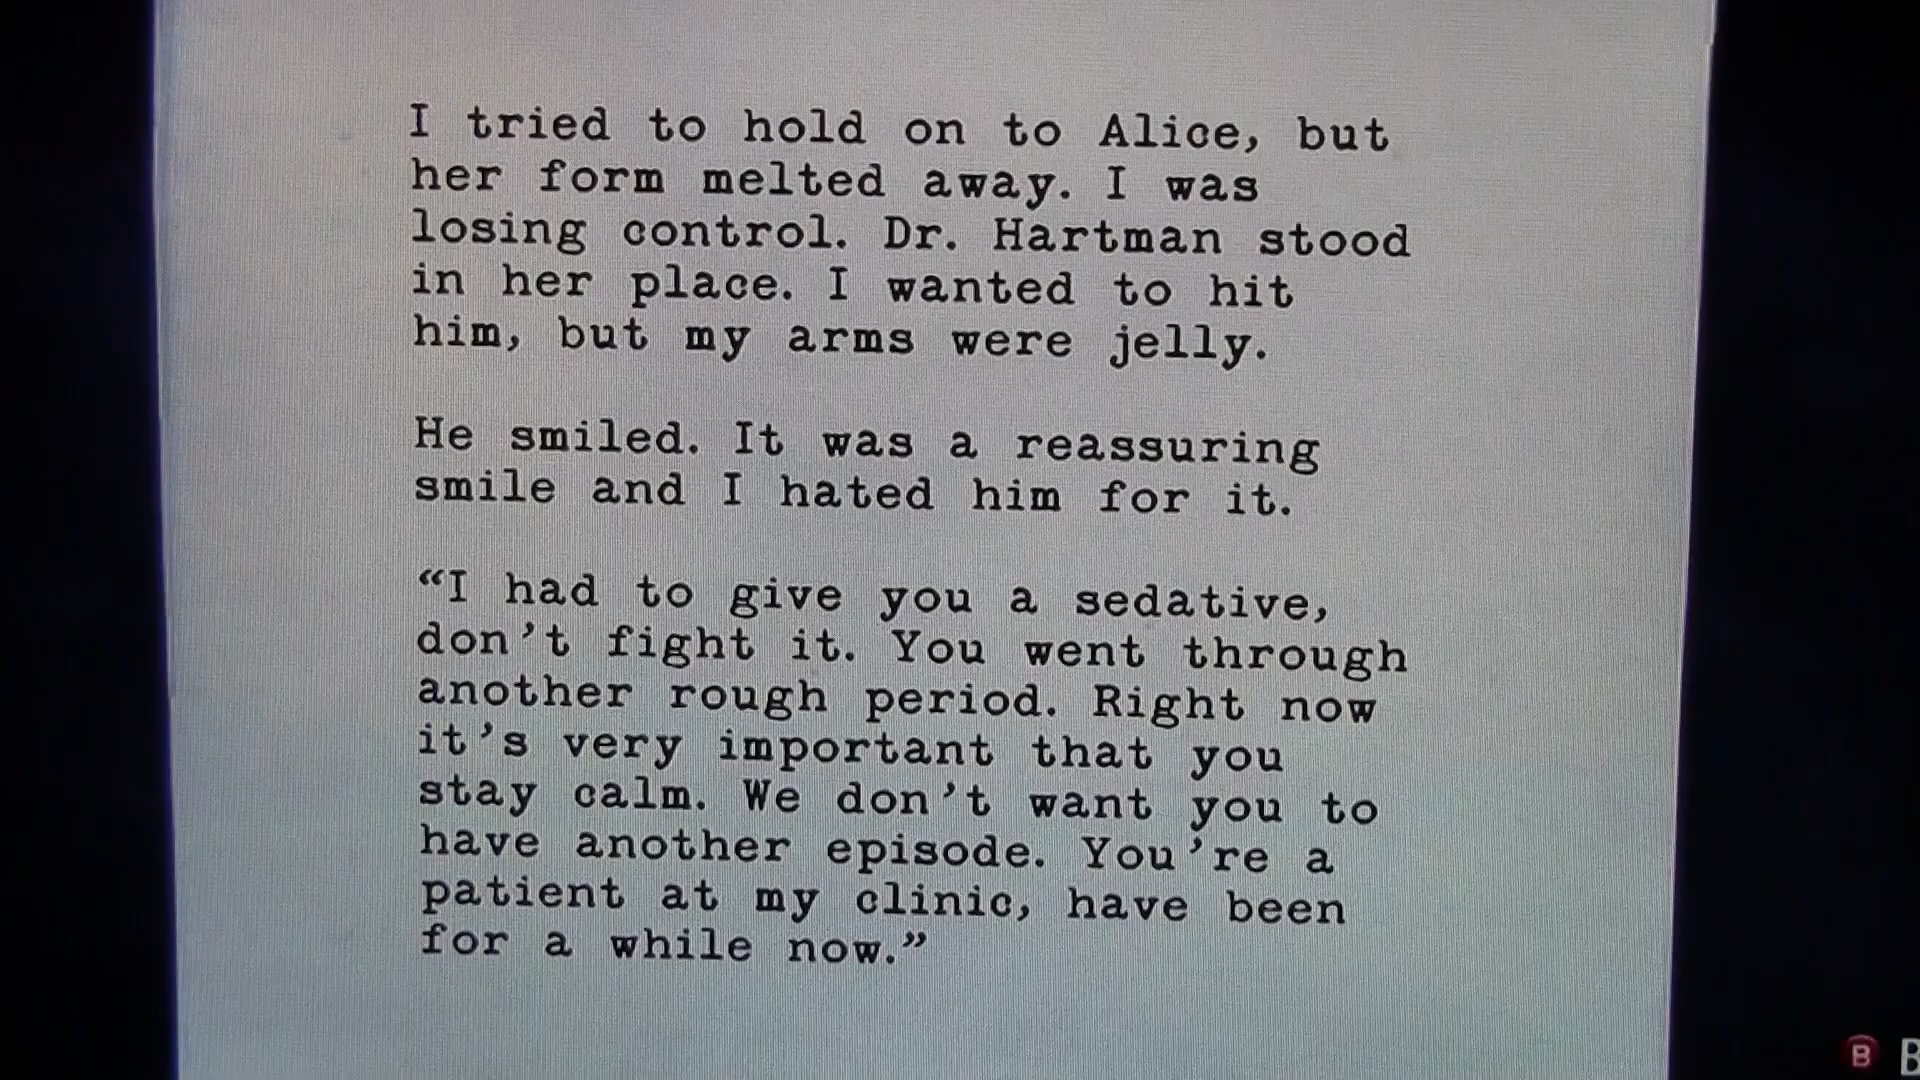 I tried to hold on to Alice, but
her form melted away. I was
losing control. Dr. Hartman stood
in her place. I wanted to hit
him, but my arms were jelly.
He smiled. It was a reassuring
smile and I hated him for it.
“I had to give you a sedative,
don’t fight it. You went through
another rough period. Right now
it’s very important that you
stay calm. We don’t want you to
have another episode. You’re a
patient at my clinic, have been
for a while now.”
B B